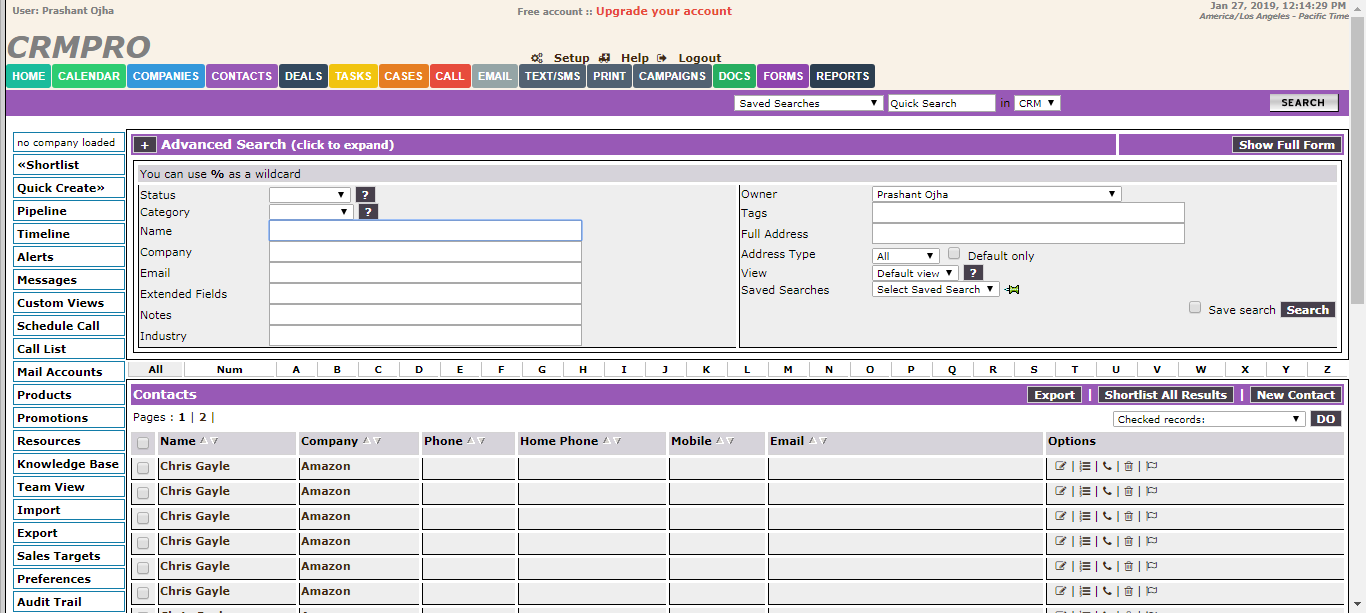 User: Prashant Ojha
Free account :: Upgrade your account
Jan 27, 2019, 12:14:29 PM
America/Los Angeles - Pacific Time
CRMPRO
Setup Help Logout
HOME CALENDAR COMPANIES CONTACTS DEALS TASKS CASES CALL EMAIL TEXT/SMS PRINT CAMPAIGNS DOCS FORMS REPORTS
Saved Searches Quick Search in CRM SEARCH
no company loaded
«Shortlist
Quick Create»
Pipeline
Timeline
Alerts
Messages
Custom Views
Schedule Call
Call List
Mail Accounts
Products
Promotions
Resources
Knowledge Base
Team View
Import
Export
Sales Targets
Preferences
Audit Trail
+ Advanced Search (click to expand) Show Full Form
You can use % as a wildcard
Status ?
Category ?
Name
Company
Email
Extended Fields
Notes
Industry
Owner Prashant Ojha
Tags
Full Address
Address Type All Default only
View Default view ?
Saved Searches Select Saved Search
Save search Search
All Num A B C D E F G H I J K L M N O P Q R S T U V W X Y Z
Contacts Export | Shortlist All Results | New Contact
Pages : 1 | 2 |
Checked records: DO
Name Company Phone Home Phone Mobile Email Options
Chris Gayle Amazon
Chris Gayle Amazon
Chris Gayle Amazon
Chris Gayle Amazon
Chris Gayle Amazon
Chris Gayle Amazon